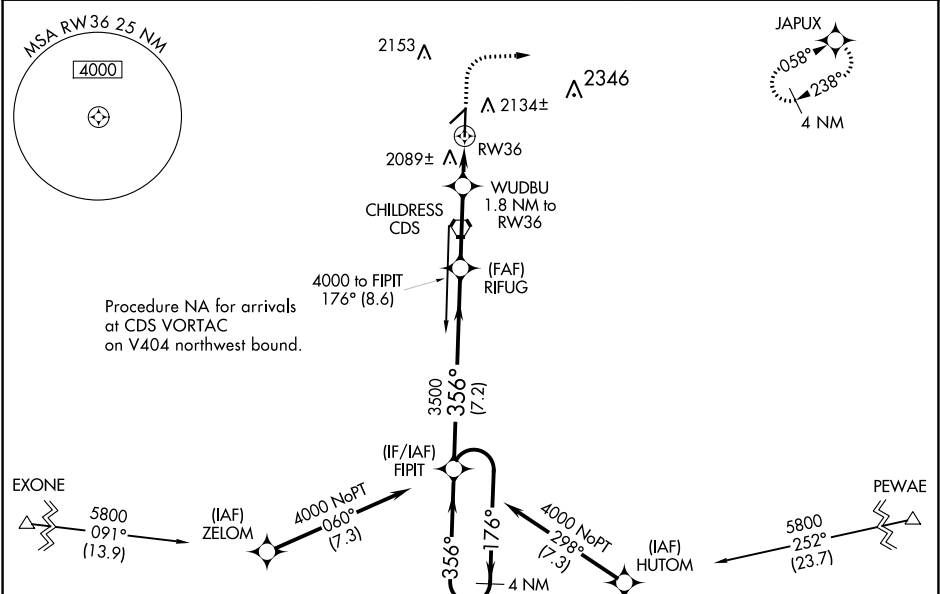 MSA RW36 25 NM
4000
2153
2346
2134±
RW36
2089±
JAPUX
058°
238°
4 NM
WUDBU
1.8 NM to
RW36
CHILDRESS
CDS
(FAF)
RIFUG
4000 to FIPIT
176° (8.6)
Procedure NA for arrivals
at CDS VORTAC
on V404 northwest bound.
3500
356°
(7.2)
(IF/IAF)
FIPIT
EXONE
5800
091°
(13.9)
(IAF)
ZELOM
4000 NoPT
060°
(7.3)
356°
176°
4 NM
4000 NoPT
298°
(7.3)
(IAF)
HUTOM
PEWAE
5800
252°
(23.7)